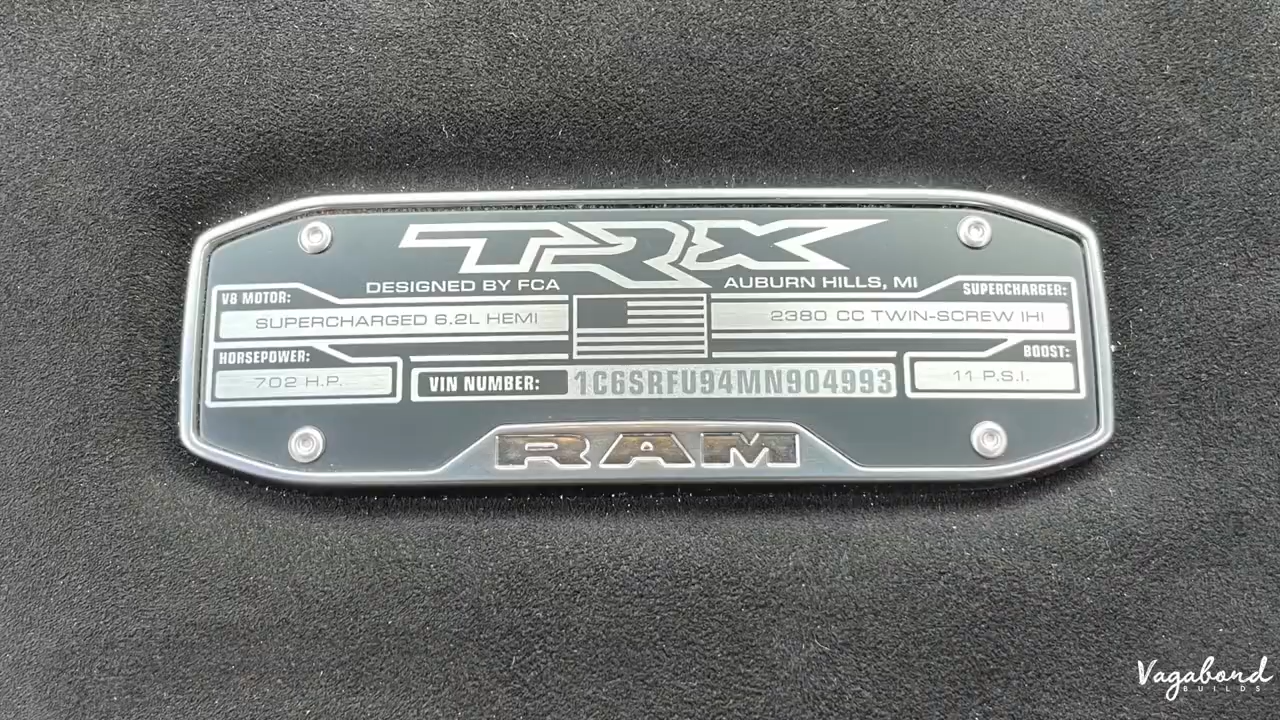 TRX
DESIGNED BY FCA AUBURN HILLS, MI
V8 MOTOR: SUPERCHARGER:
SUPERCHARGED 6.2L HEMI 2380 CC TWIN-SCREW IHI
HORSEPOWER: BOOST:
702 H.P. VIN NUMBER: 1C6SRFU94MN904993 11 P.S.I.
RAM
Vagabond
BUILDS